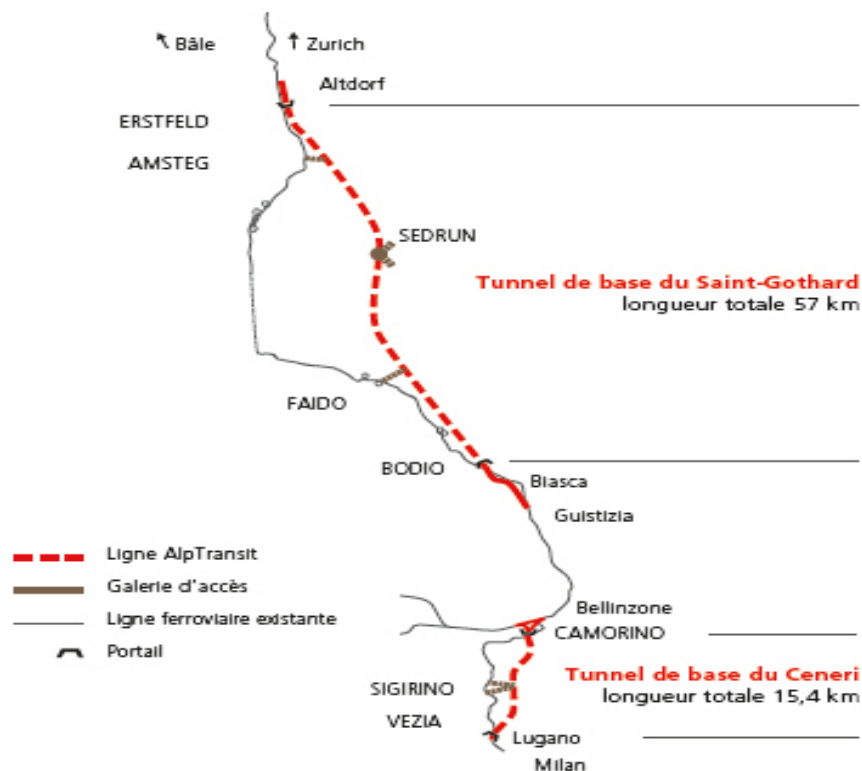 Bâle
Zurich
Altdorf
ERSTFELD
AMSTEG
SEDRUN
Tunnel de base du Saint-Gothard
longueur totale 57 km
FAIDO
BODIO
Biasca
Guistizia
Ligne AlpTransit
Galerie d'accès
Ligne ferroviaire existante
Portail
Bellinzone
CAMORINO
Tunnel de base du Ceneri
longueur totale 15,4 km
SIGIRINO
VEZIA
Lugano
Milan